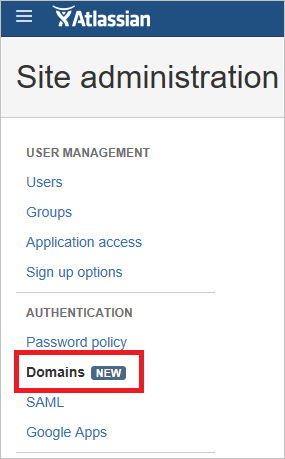 Atlassian
Site administration
USER MANAGEMENT
Users
Groups
Application access
Sign up options
AUTHENTICATION
Password policy
Domains NEW
SAML
Google Apps